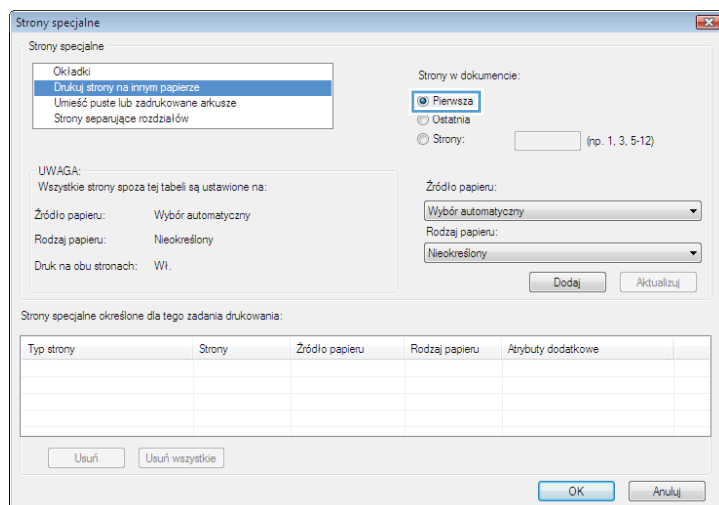 Strony specjalne
Strony specjalne
Okładki
Drukuj strony na innym papierze
Umieść puste lub zadrukowane arkusze
Strony separujące rozdziałów
Strony w dokumencie:
Pierwsza
Ostatnia
Strony: (np. 1, 3, 5-12)
UWAGA:
Wszystkie strony spoza tej tabeli są ustawione na:
Źródło papieru: Wybór automatyczny
Rodzaj papieru: Nieokreślony
Druk na obu stronach: Wł.
Źródło papieru:
Wybór automatyczny
Rodzaj papieru:
Nieokreślony
Dodaj Aktualizuj
Strony specjalne określone dla tego zadania drukowania:
Typ strony Strony Źródło papieru Rodzaj papieru Atrybuty dodatkowe
Usuń Usuń wszystkie
OK Anuluj